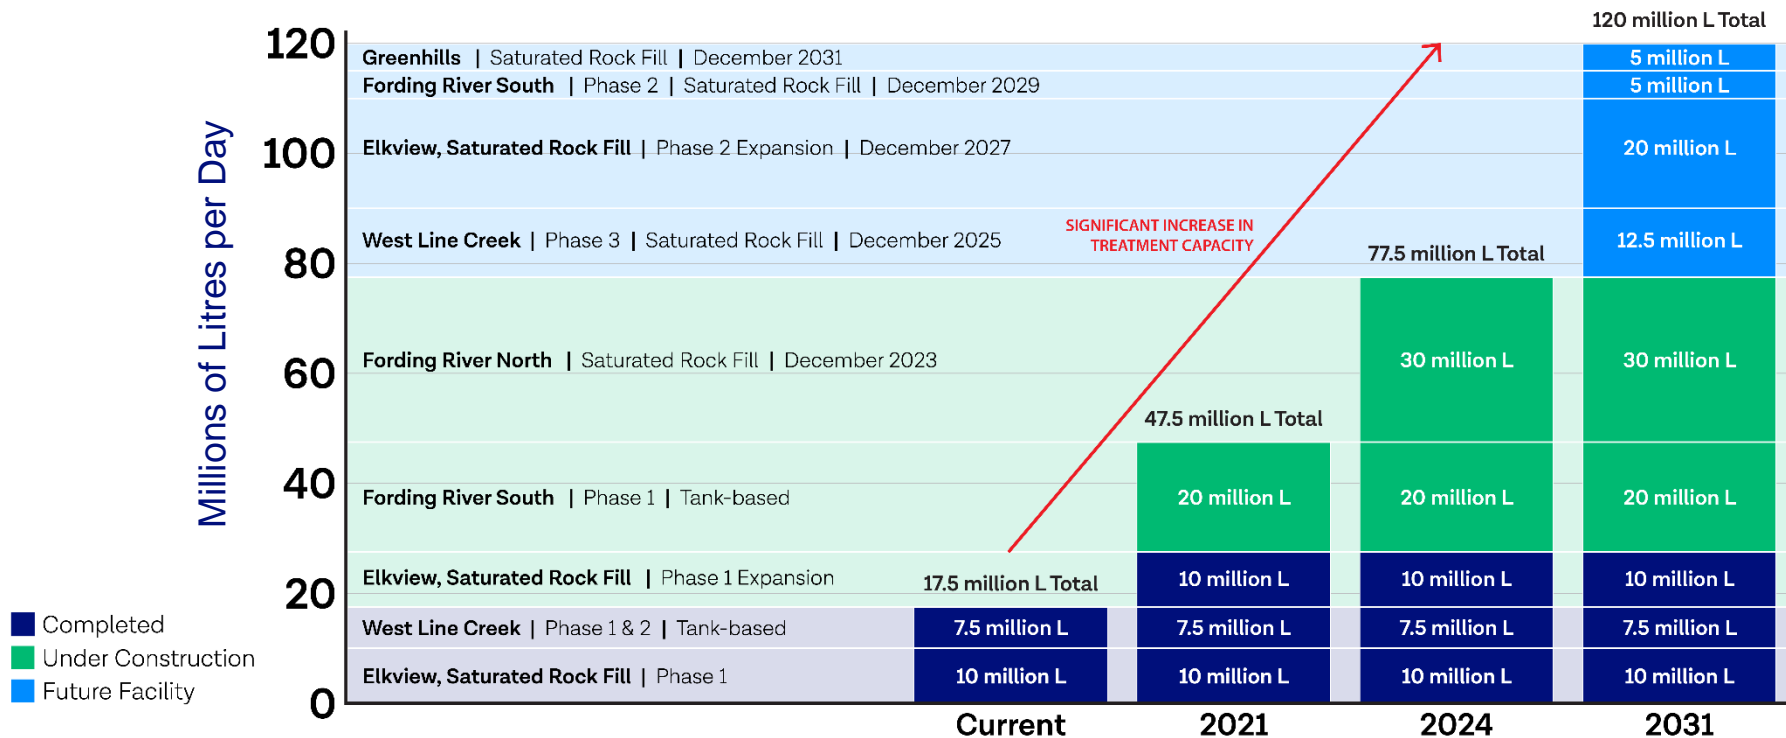 120 million L Total
120
Greenhills | Saturated Rock Fill | December 2031
5 million L
Fording River South | Phase 2 | Saturated Rock Fill | December 2029
5 million L
100
Elkview, Saturated Rock Fill | Phase 2 Expansion | December 2027
20 million L
Millions of Litres per Day
SIGNIFICANT INCREASE IN
TREATMENT CAPACITY
West Line Creek | Phase 3 | Saturated Rock Fill | December 2025
12.5 million L
77.5 million L Total
80
Fording River North | Saturated Rock Fill | December 2023
30 million L
30 million L
60
47.5 million L Total
40
Fording River South | Phase 1 | Tank-based
20 million L
20 million L
20 million L
Elkview, Saturated Rock Fill | Phase 1 Expansion
17.5 million L Total
10 million L
10 million L
10 million L
20
West Line Creek | Phase 1 & 2 | Tank-based
7.5 million L
7.5 million L
7.5 million L
7.5 million L
Elkview, Saturated Rock Fill | Phase 1
10 million L
10 million L
10 million L
10 million L
0
Completed
Under Construction
Future Facility
Current
2021
2024
2031